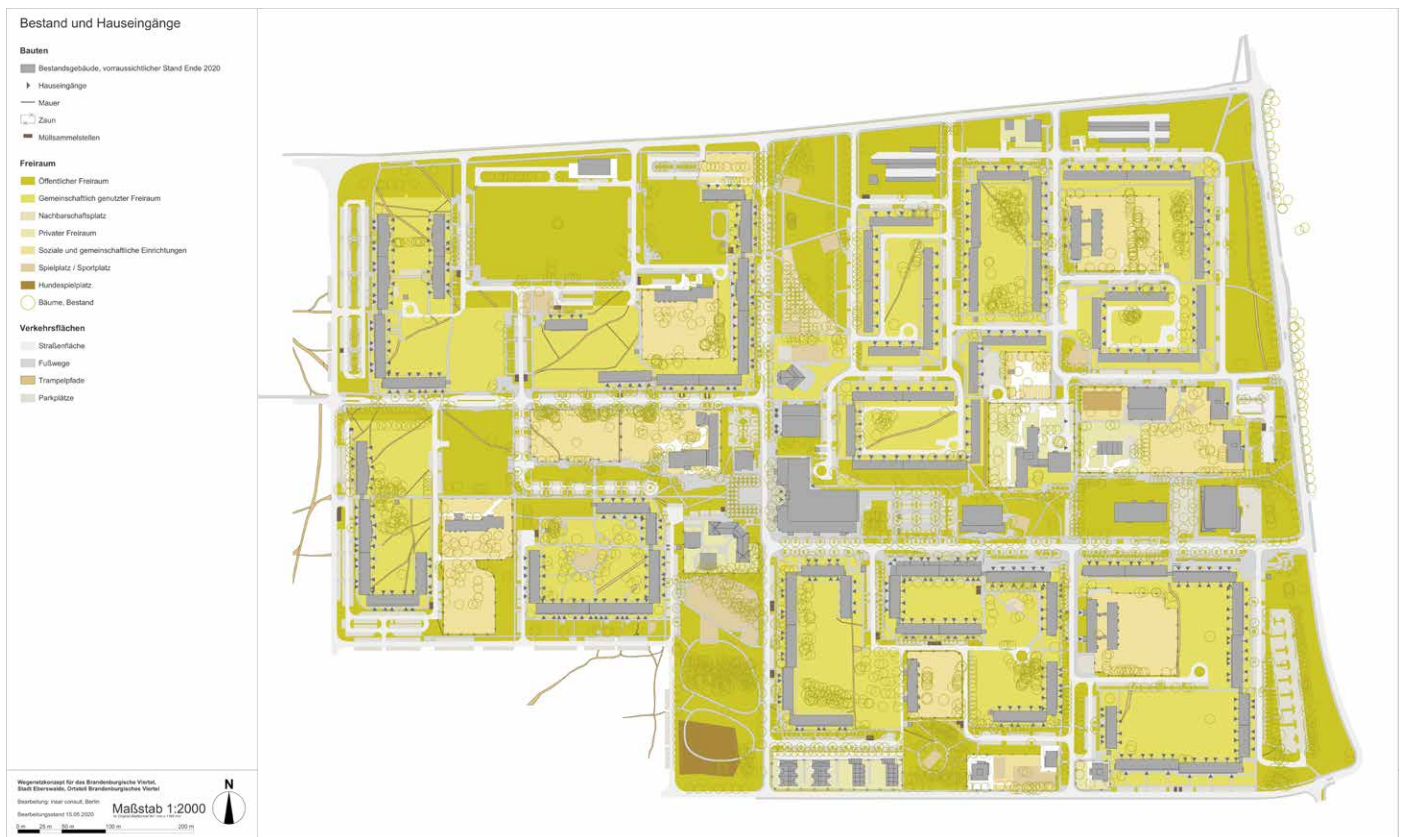 Bestand und Hauseingänge
Bauten
Bestandsgebäude, vorraussichtlicher Stand Ende 2020
Hauseingänge
Mauer
Zaun
Müllsammelstellen
Freiraum
Öffentlicher Freiraum
Gemeinschaftlich genutzter Freiraum
Nachbarschaftsplatz
Privater Freiraum
Soziale und gemeinschaftliche Einrichtungen
Spielplatz / Sportplatz
Hundespielplatz
Bäume, Bestand
Verkehrsflächen
Straßenfläche
Fußwege
Trampelpfade
Parkplätze
Wegenetzkonzept für das Brandenburgische Viertel,
Stadt Eberswalde, Ortsteil Brandenburgisches Viertel
Bearbeitung: insar consult, Berlin
Bearbeitungsstand 15.05.2020
Maßstab 1:2000
N
0 m 25 m 50 m 100 m 200 m